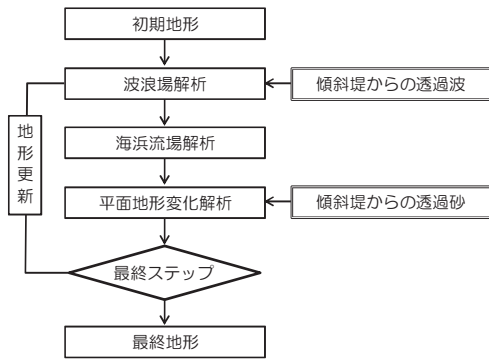 初期地形
波浪場解析
傾斜堤からの透過波
地形更新
海浜流場解析
平面地形変化解析
傾斜堤からの透過砂
最終ステップ
最終地形